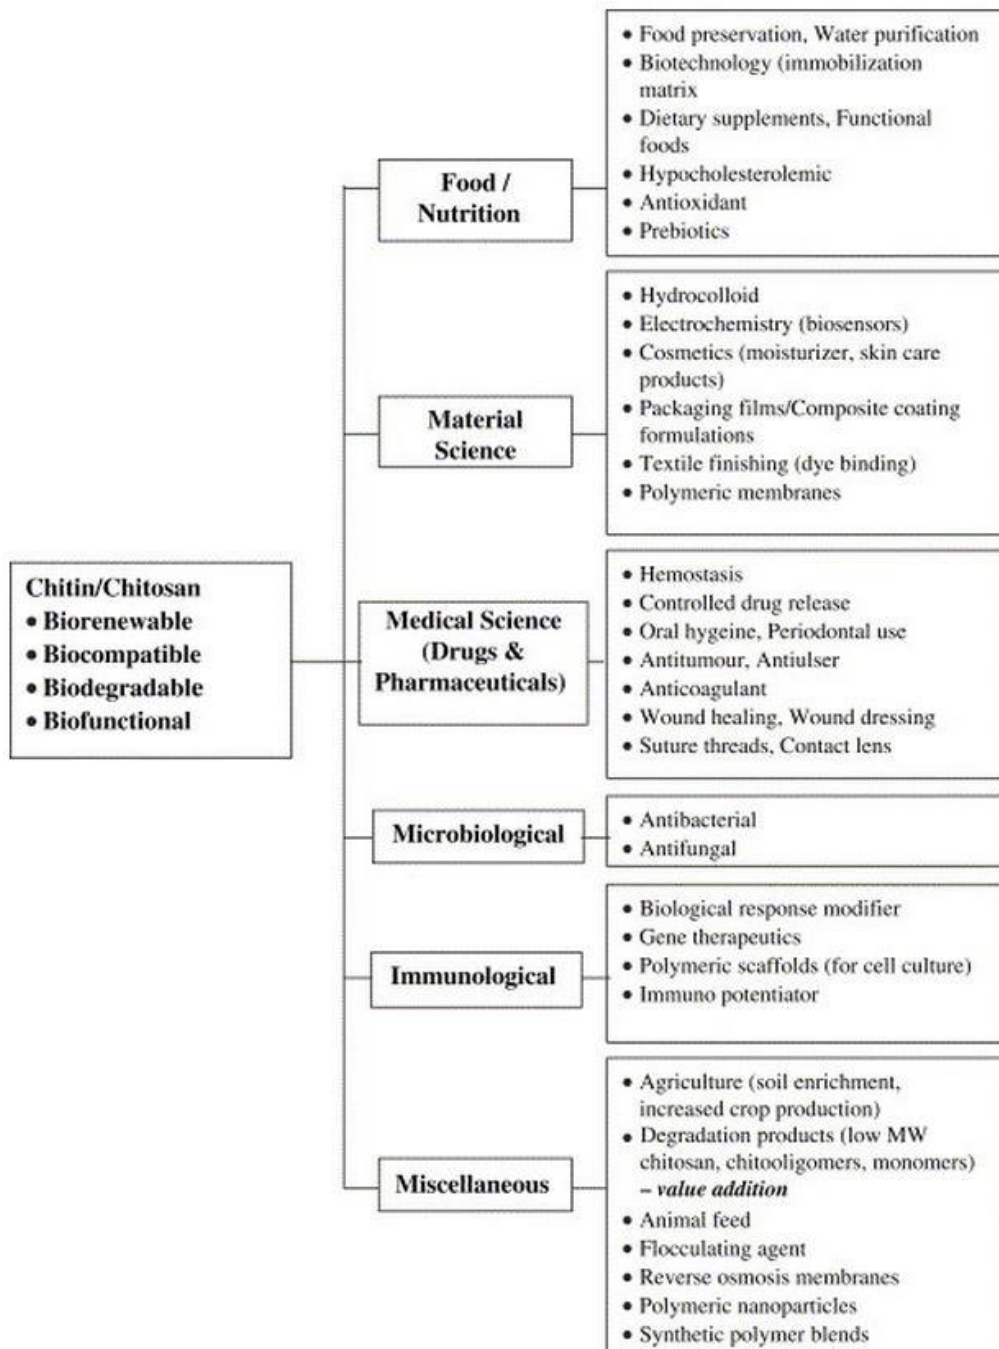 Chitin/Chitosan
• Biorenewable
• Biocompatible
• Biodegradable
• Biofunctional
Food /
Nutrition
• Food preservation, Water purification
• Biotechnology (immobilization
matrix
• Dietary supplements, Functional
foods
• Hypocholesterolemic
• Antioxidant
• Prebiotics
Material
Science
• Hydrocolloid
• Electrochemistry (biosensors)
• Cosmetics (moisturizer, skin care
products)
• Packaging films/Composite coating
formulations
• Textile finishing (dye binding)
• Polymeric membranes
Medical Science
(Drugs &
Pharmaceuticals)
• Hemostasis
• Controlled drug release
• Oral hygeine, Periodontal use
• Antitumour, Antiulser
• Anticoagulant
• Wound healing, Wound dressing
• Suture threads, Contact lens
Microbiological
• Antibacterial
• Antifungal
Immunological
• Biological response modifier
• Gene therapeutics
• Polymeric scaffolds (for cell culture)
• Immuno potentiator
Miscellaneous
• Agriculture (soil enrichment,
increased crop production)
• Degradation products (low MW
chitosan, chitooligomers, monomers)
– value addition
• Animal feed
• Flocculating agent
• Reverse osmosis membranes
• Polymeric nanoparticles
• Synthetic polymer blends